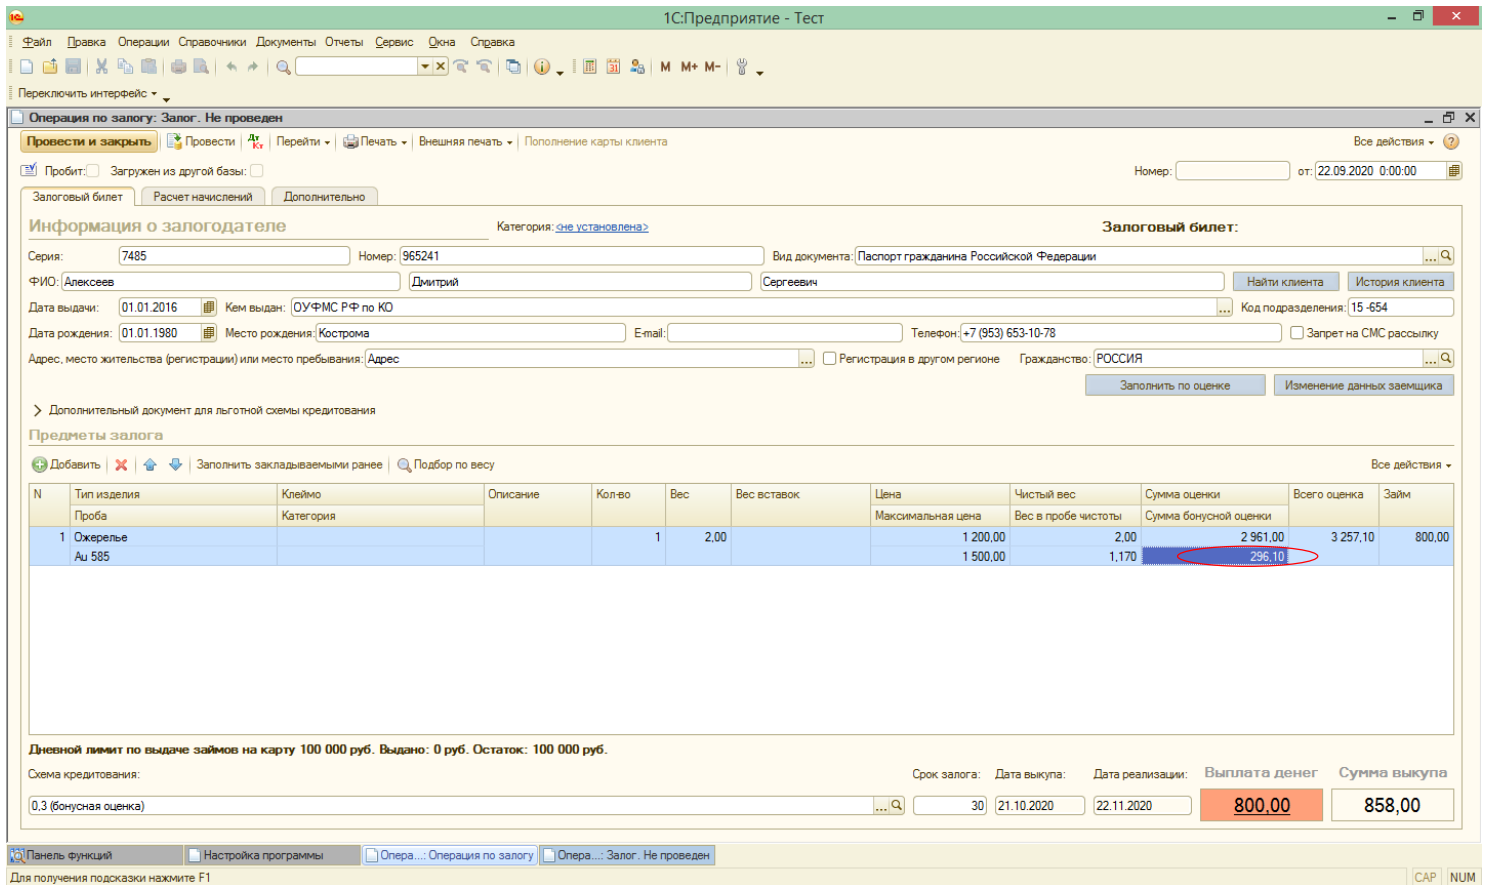 1С:Предприятие - Тест
Файл Правка Операции Справочники Документы Отчеты Сервис Окна Справка
M M+ M-
Переключить интерфейс
Операция по залогу: Залог. Не проведен
Провести и закрыть Провести Дт Кт Перейти Печать Внешняя печать Пополнение карты клиента Все действия
Пробит: Загружен из другой базы: Номер: от: 22.09.2020 0:00:00
Залоговый билет Расчет начислений Дополнительно
Информация о залогодателе Категория: <не установлена> Залоговый билет:
Серия: 7485 Номер: 965241 Вид документа: Паспорт гражданина Российской Федерации ...
ФИО: Алексеев Дмитрий Сергеевич Найти клиента История клиента
Дата выдачи: 01.01.2016 Кем выдан: ОУФМС РФ по КО ... Код подразделения: 15 -654
Дата рождения: 01.01.1980 Место рождения: Кострома E-mail: Телефон: +7 (953) 653-10-78 Запрет на СМС рассылку
Адрес, место жительства (регистрации) или место пребывания: Адрес ... Регистрация в другом регионе Гражданство: РОССИЯ ...
Заполнить по оценке Изменение данных заемщика
Дополнительный документ для льготной схемы кредитования
Предметы залога
Добавить Заполнить закладываемыми ранее Подбор по весу Все действия
N Тип изделия Клеймо Описание Кол-во Вес Вес вставок Цена Чистый вес Сумма оценки Всего оценка Займ
Проба Категория Максимальная цена Вес в пробе чистоты Сумма бонусной оценки
1 Ожерелье 1 2,00 1 200,00 2,00 2 961,00 3 257,10 800,00
Au 585 1 500,00 1,170 296,10
Дневной лимит по выдаче займов на карту 100 000 руб. Выдано: 0 руб. Остаток: 100 000 руб.
Схема кредитования: Срок залога: Дата выкупа: Дата реализации: Выплата денег Сумма выкупа
0,3 (бонусная оценка) ... 30 21.10.2020 22.11.2020 800,00 858,00
Панель функций Настройка программы Опера...: Операция по залогу Опера...: Залог. Не проведен
Для получения подсказки нажмите F1 CAP NUM